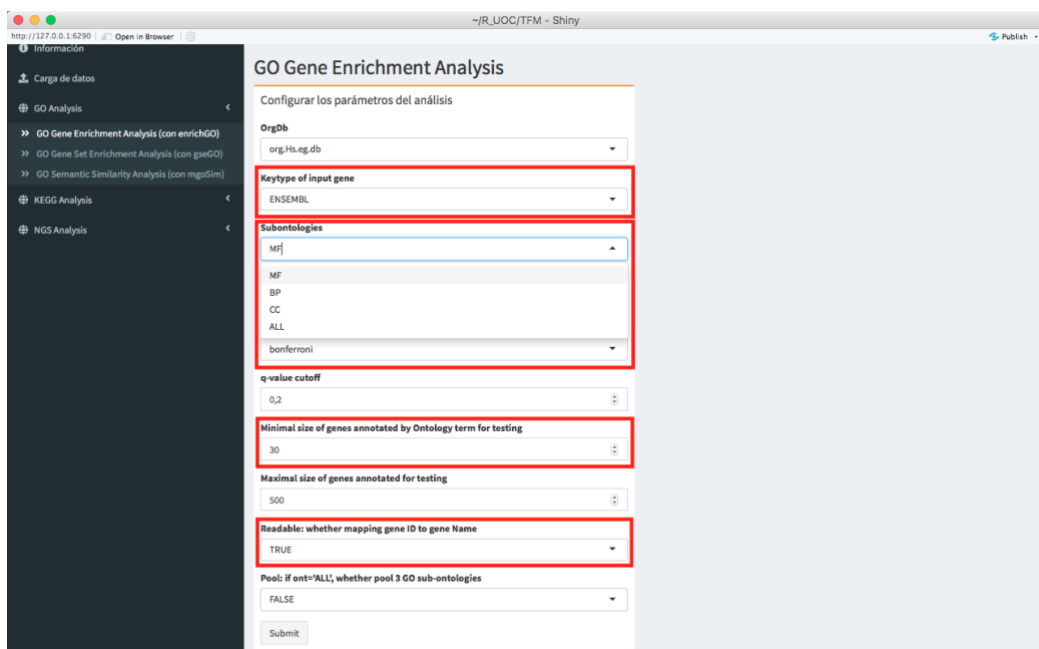 ~/R_UOC/TFM - Shiny
http://127.0.0.1:6290 Open in Browser Publish
Información
Carga de datos
GO Analysis
GO Gene Enrichment Analysis (con enrichGO)
GO Gene Set Enrichment Analysis (con gseGO)
GO Semantic Similarity Analysis (con mgoSim)
KEGG Analysis
NGS Analysis
GO Gene Enrichment Analysis
Configurar los parámetros del análisis
OrgDb
org.Hs.eg.db
Keytype of input gene
ENSEMBL
Subontologies
MF
MF
BP
CC
ALL
bonferroni
q-value cutoff
0,2
Minimal size of genes annotated by Ontology term for testing
30
Maximal size of genes annotated for testing
500
Readable: whether mapping gene ID to gene Name
TRUE
Pool: if ont='ALL', whether pool 3 GO sub-ontologies
FALSE
Submit